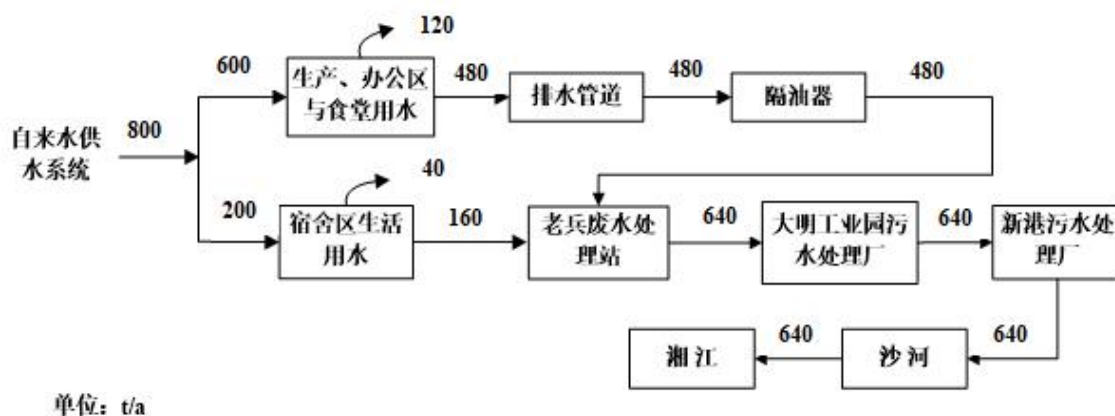 120
600
生产、办公区
与食堂用水
480
排水管道
480
隔油器
480
自来水供
水系统
800
200
40
宿舍区生活
用水
160
老兵废水处
理站
640
大明工业园污
水处理厂
640
新港污水处
理厂
湘 江
640
沙 河
640
单位：t/a